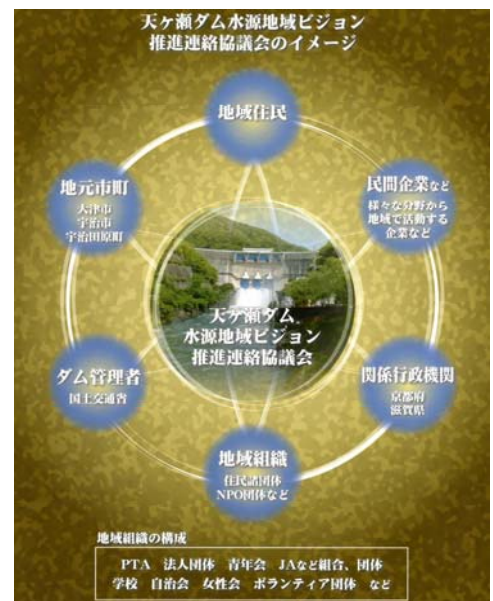 天ヶ瀬ダム水源地域ビジョン
推進連絡協議会のイメージ
地域住民
地元市町
大津市
宇治市
宇治田原町
民間企業など
様々な分野から
地域で活動する
企業など
天ヶ瀬ダム
水源地域ビジョン
推進連絡協議会
ダム管理者
国土交通省
関係行政機関
京都府
滋賀県
地域組織
住民諸団体
NPO団体など
地域組織の構成
PTA 法人団体 青年会 JAなど組合、団体
学校 自治会 女性会 ボランティア団体 など